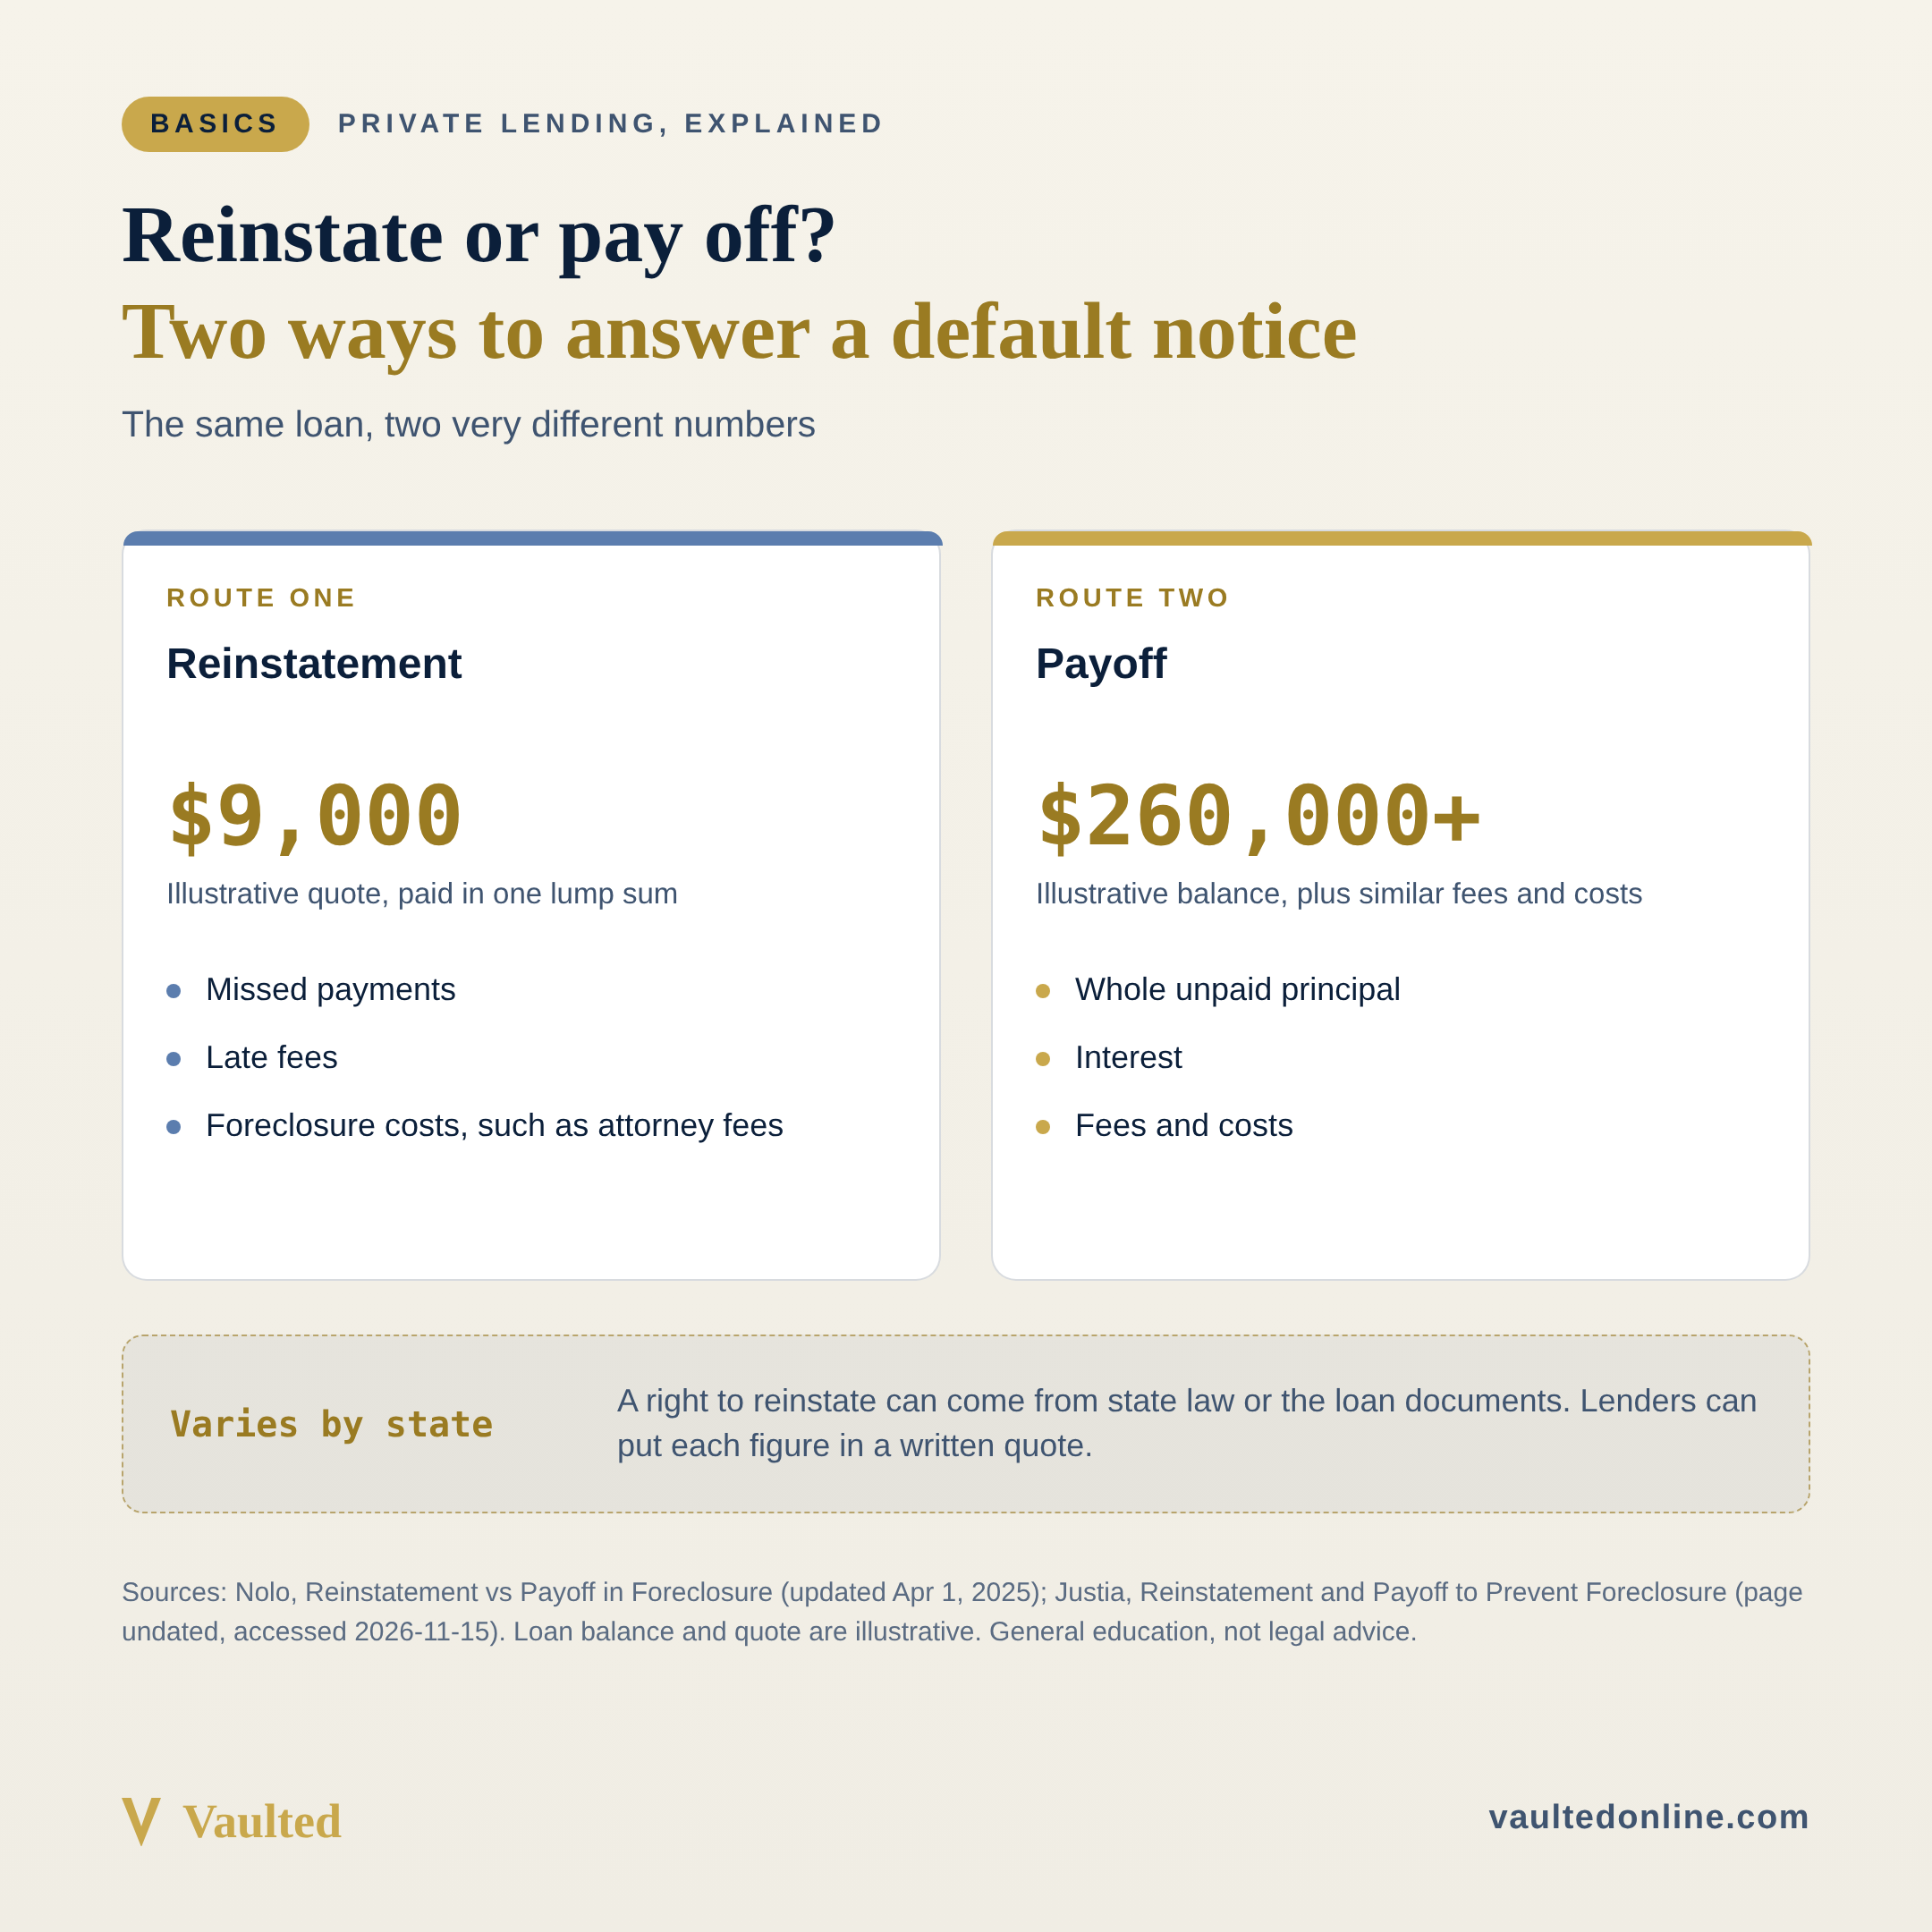 BASICS PRIVATE LENDING, EXPLAINED
Reinstate or pay off?
Two ways to answer a default notice
The same loan, two very different numbers
ROUTE ONE
Reinstatement
$9,000
Illustrative quote, paid in one lump sum
Missed payments
Late fees
Foreclosure costs, such as attorney fees
ROUTE TWO
Payoff
$260,000+
Illustrative balance, plus similar fees and costs
Whole unpaid principal
Interest
Fees and costs
Varies by state
A right to reinstate can come from state law or the loan documents. Lenders can
put each figure in a written quote.
Sources: Nolo, Reinstatement vs Payoff in Foreclosure (updated Apr 1, 2025); Justia, Reinstatement and Payoff to Prevent Foreclosure (page
undated, accessed 2026-11-15). Loan balance and quote are illustrative. General education, not legal advice.
Vaulted
vaultedonline.com